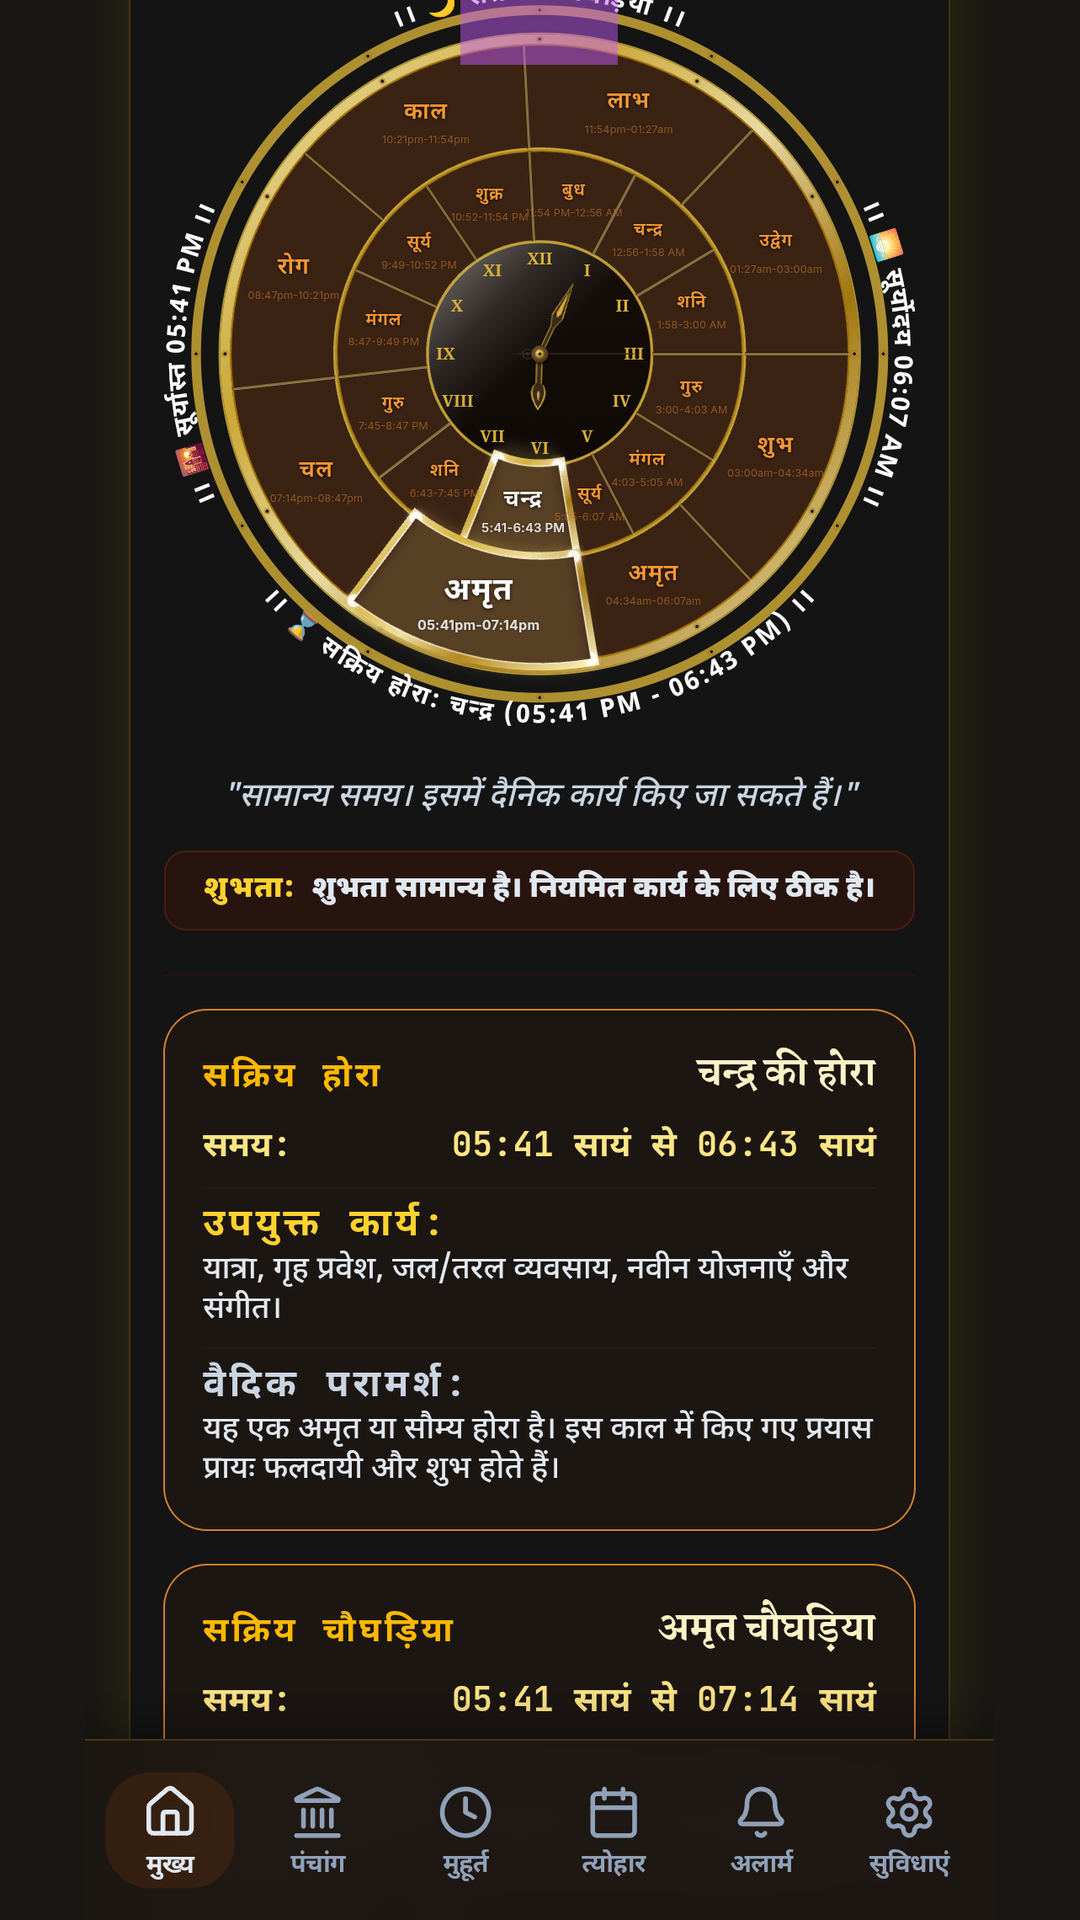 काल
10:21pm-11:54pm
लाभ
11:54pm-01:27am
शुक्र
10:52-11:54 PM
बुध
11:54 PM-12:56 AM
सूर्य
9:49-10:52 PM
चन्द्र
12:56-1:58 AM
उद्वेग
01:27am-03:00am
रोग
08:47pm-10:21pm
मंगल
8:47-9:49 PM
शनि
1:58-3:00 AM
XII
I
II
III
IV
V
VI
VII
VIII
IX
X
XI
गुरु
7:45-8:47 PM
गुरु
3:00-4:03 AM
चल
07:14pm-08:47pm
शनि
6:43-7:45 PM
चन्द्र
5:41-6:43 PM
सूर्य
मंगल
4:03-5:05 AM
शुभ
03:00am-04:34am
अमृत
05:41pm-07:14pm
अमृत
04:34am-06:07am
॥ सूर्यास्त 05:41 PM ॥
॥ सूर्योदय 06:07 AM ॥
॥ सक्रिय होरा: चन्द्र (05:41 PM - 06:43 PM) ॥
"सामान्य समय। इसमें दैनिक कार्य किए जा सकते हैं।"
शुभता: शुभता सामान्य है। नियमित कार्य के लिए ठीक है।
सक्रिय होरा चन्द्र की होरा
समय: 05:41 सायं से 06:43 सायं
उपयुक्त कार्य:
यात्रा, गृह प्रवेश, जल/तरल व्यवसाय, नवीन योजनाएँ और
संगीत।
वैदिक परामर्श:
यह एक अमृत या सौम्य होरा है। इस काल में किए गए प्रयास
प्रायः फलदायी और शुभ होते हैं।
सक्रिय चौघड़िया अमृत चौघड़िया
समय: 05:41 सायं से 07:14 सायं
मुख्य
पंचांग
मुहूर्त
त्योहार
अलार्म
सुविधाएं